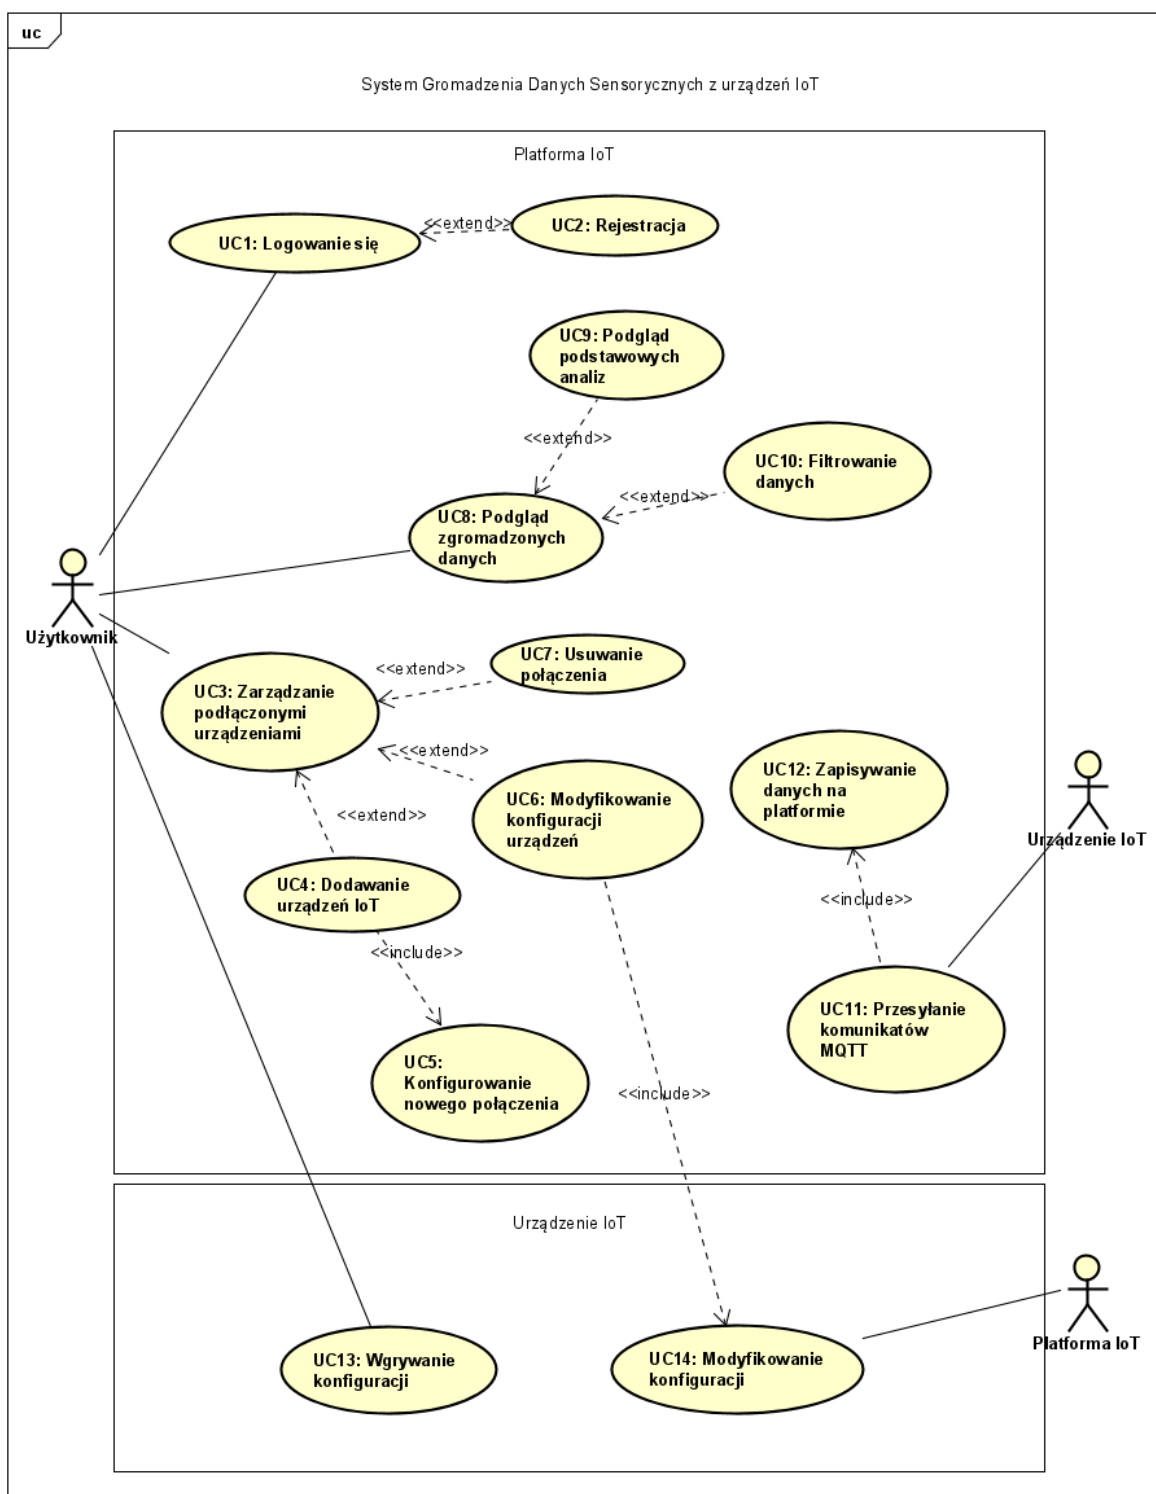 uc
System Gromadzenia Danych Sensorycznych z urządzeń IoT
Platforma IoT
UC1: Logowanie się
<<extend>>
UC2: Rejestracja
UC9: Podgląd
podstawowych
analiz
<<extend>>
UC10: Filtrowanie
danych
<<extend>>
UC8: Podgląd
zgromadzonych
danych
Użytkownik
UC7: Usuwanie
połączenia
<<extend>>
UC3: Zarządzanie
podłączonymi
urządzeniami
<<extend>>
UC6: Modyfikowanie
konfiguracji
urządzeń
UC12: Zapisywanie
danych na
platformie
Urządzenie IoT
<<extend>>
UC4: Dodawanie
urządzeń IoT
<<include>>
<<include>>
UC5:
Konfigurowanie
nowego połączenia
UC11: Przesyłanie
komunikatów
MQTT
<<include>>
Urządzenie IoT
Platforma IoT
UC13: Wgrywanie
konfiguracji
UC14: Modyfikowanie
konfiguracji